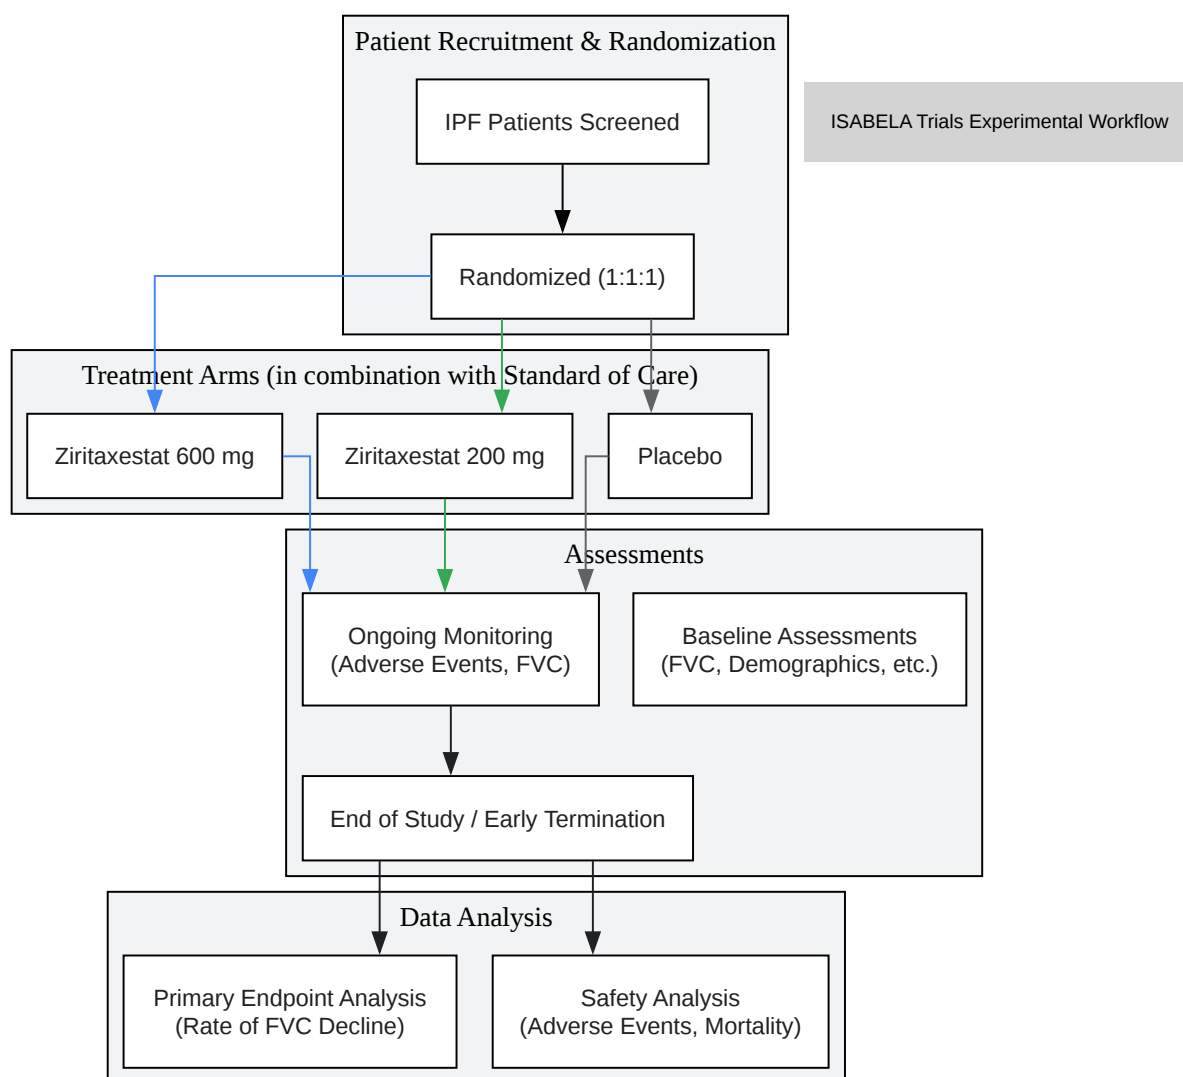 Patient Recruitment & Randomization
IPF Patients Screened
ISABELA Trials Experimental Workflow
Randomized (1:1:1)
Treatment Arms (in combination with Standard of Care)
Ziritaxestat 600 mg
Ziritaxestat 200 mg
Placebo
Assessments
Ongoing Monitoring
(Adverse Events, FVC)
Baseline Assessments
(FVC, Demographics, etc.)
End of Study / Early Termination
Data Analysis
Primary Endpoint Analysis
(Rate of FVC Decline)
Safety Analysis
(Adverse Events, Mortality)